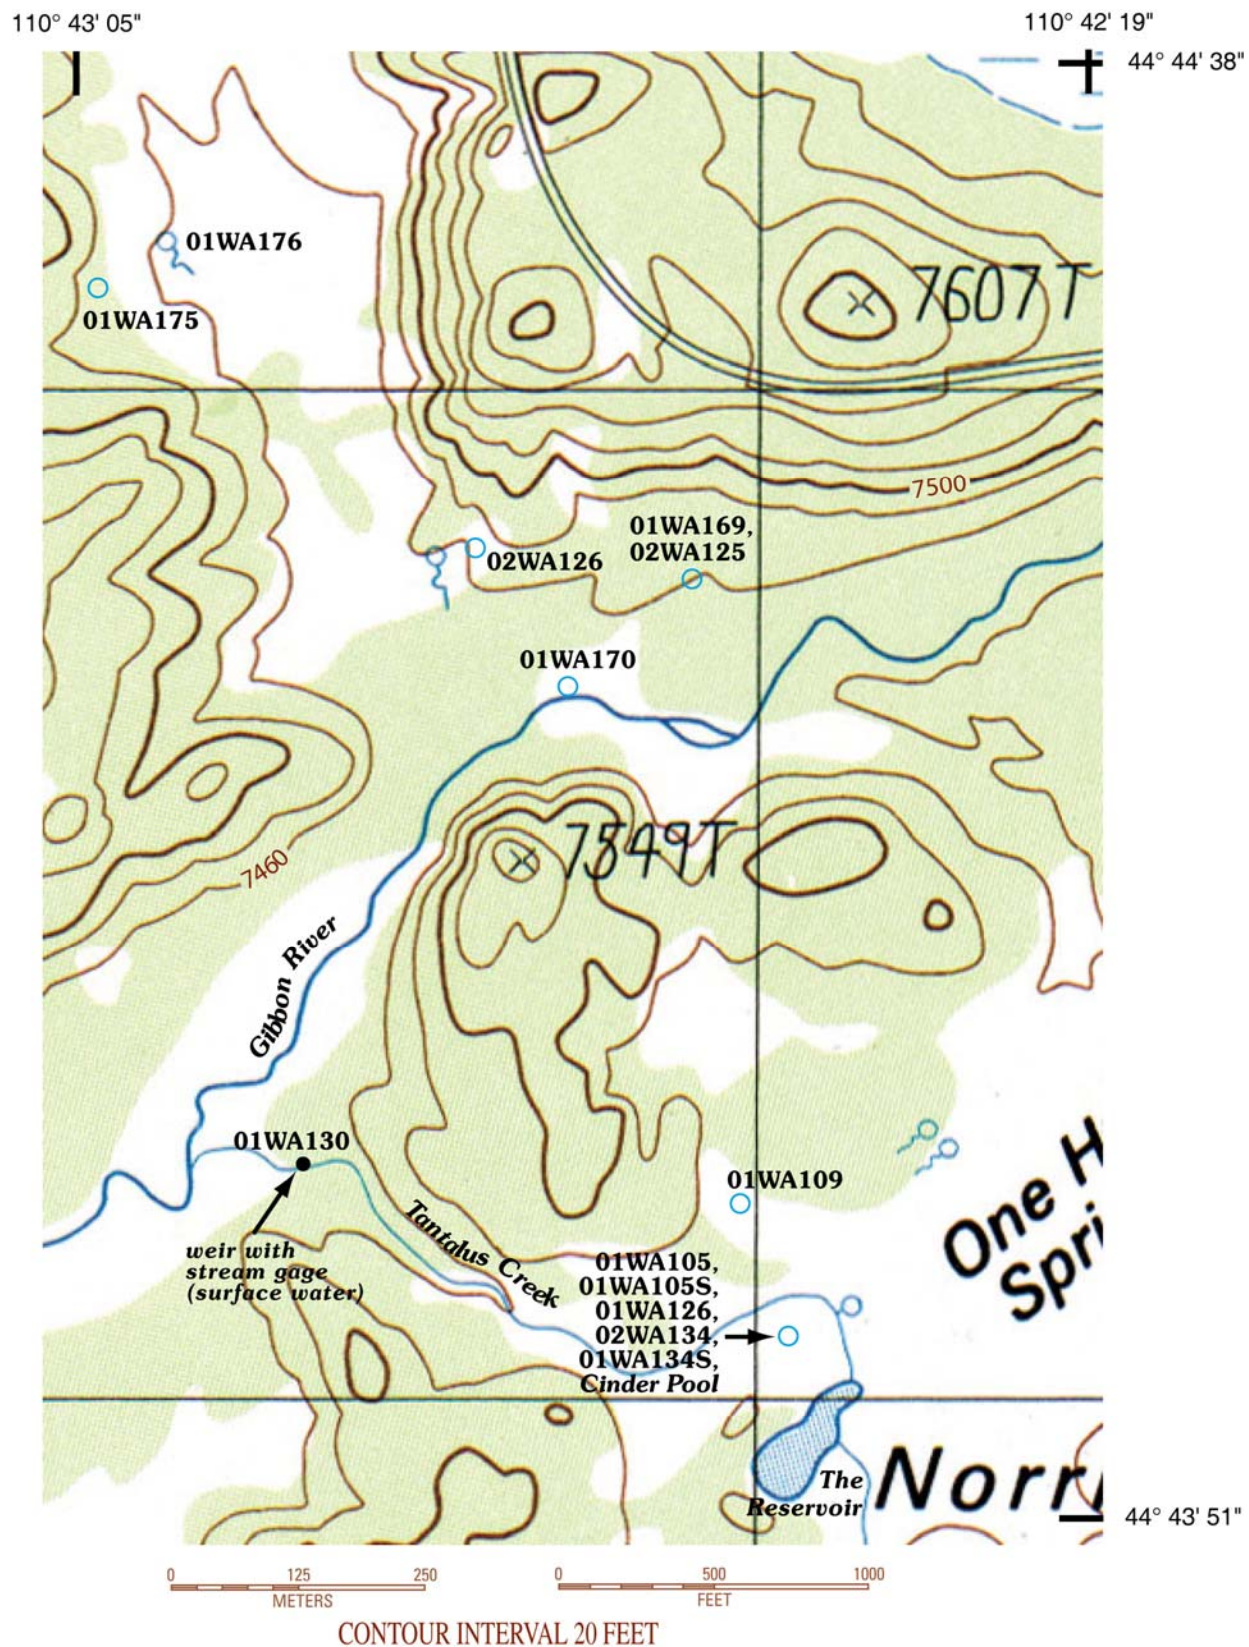 110° 43' 05"
110° 42' 19"
44° 44' 38"
01WA176
7607T
01WA175
7500
01WA169,
02WA125
02WA126
01WA170
7549T
7460
Gibbon River
01WA130
01WA109
One H
Spri
Tantalus Creek
weir with
stream gage
(surface water)
01WA105,
01WA105S,
01WA126,
02WA134,
01WA134S,
Cinder Pool
The
Reservoir
Norr
44° 43' 51"
0 125 250
METERS
0 500 1000
FEET
CONTOUR INTERVAL 20 FEET